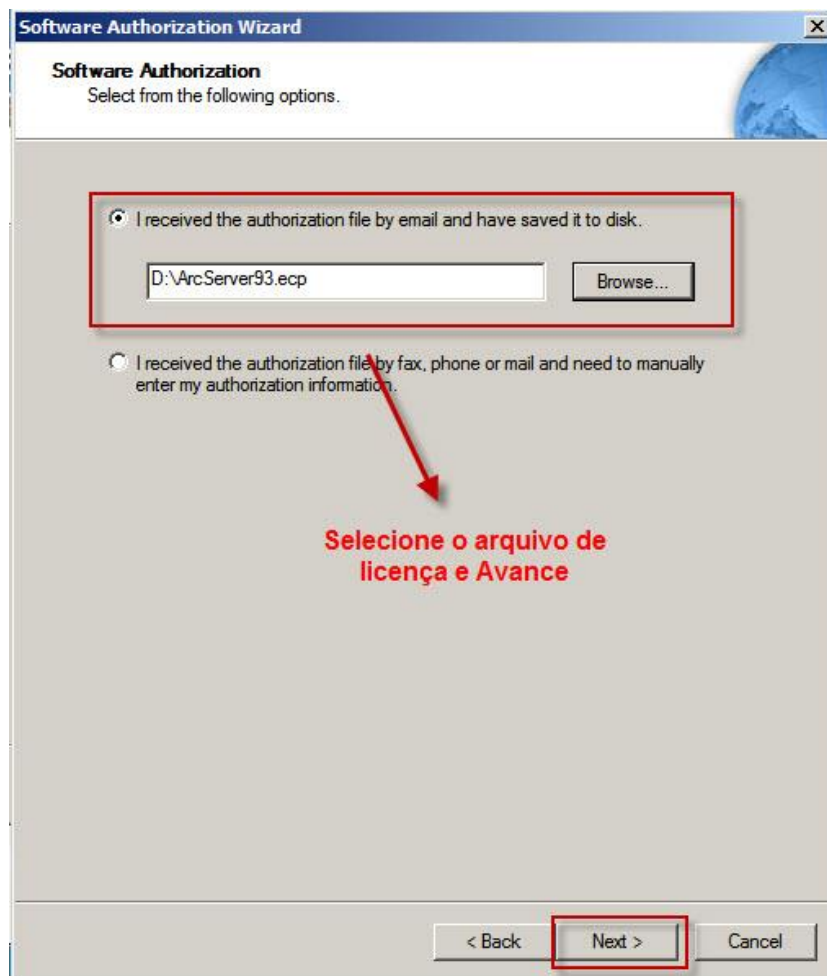 Software Authorization Wizard
Software Authorization
Select from the following options.
I received the authorization file by email and have saved it to disk.
D:\ArcServer93.ecp
Browse...
I received the authorization file by fax, phone or mail and need to manually
enter my authorization information.
Selecione o arquivo de
licença e Avance
< Back
Next >
Cancel